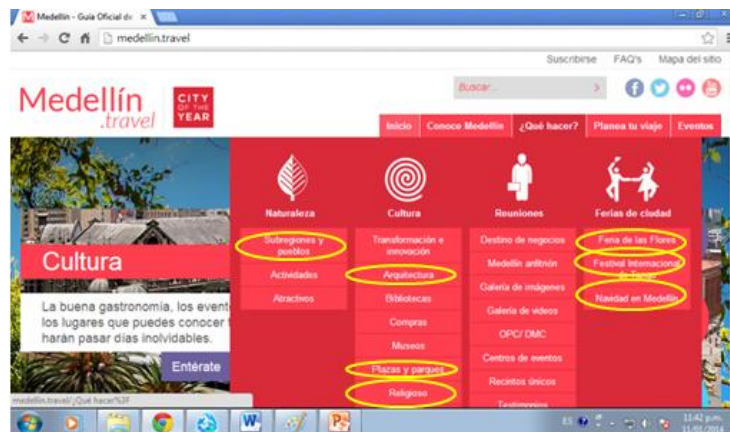 Medellín - Guía Oficial de
medellin.travel
Suscribirse FAQ's Mapa del sitio
Medellín
.travel
CITY
OF THE
YEAR
Buscar...
Inicio Conoce Medellín ¿Qué hacer? Planea tu viaje Eventos
Naturaleza
Subregiones y
pueblos
Actividades
Atractivos
Cultura
Transformación e
innovación
Arquitectura
Bibliotecas
Compras
Museos
Plazas y parques
Religioso
Reuniones
Destino de negocios
Medellín anfitrión
Galería de imágenes
Galería de videos
OPC/ DMC
Centros de eventos
Recintos únicos
Testimonios
Ferias de ciudad
Feria de las Flores
Festival Internacional
de Tango
Navidad en Medellín
Cultura
La buena gastronomía, los event
los lugares que puedes conocer
harán pasar días inolvidables.
Entérate
medellin.travel/¿Qué hacer%3F
ES
11:42 p.m.
11/01/2014